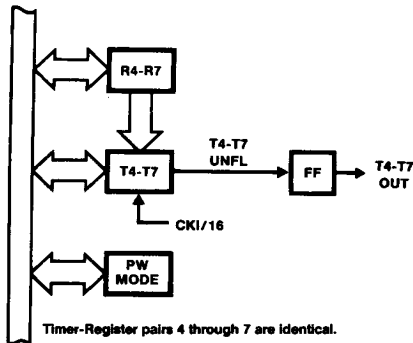 R4-R7
T4-T7
UNFL
T4-T7
FF
T4-T7
OUT
CKI/16
PW
MODE
Timer-Register pairs 4 through 7 are identical.